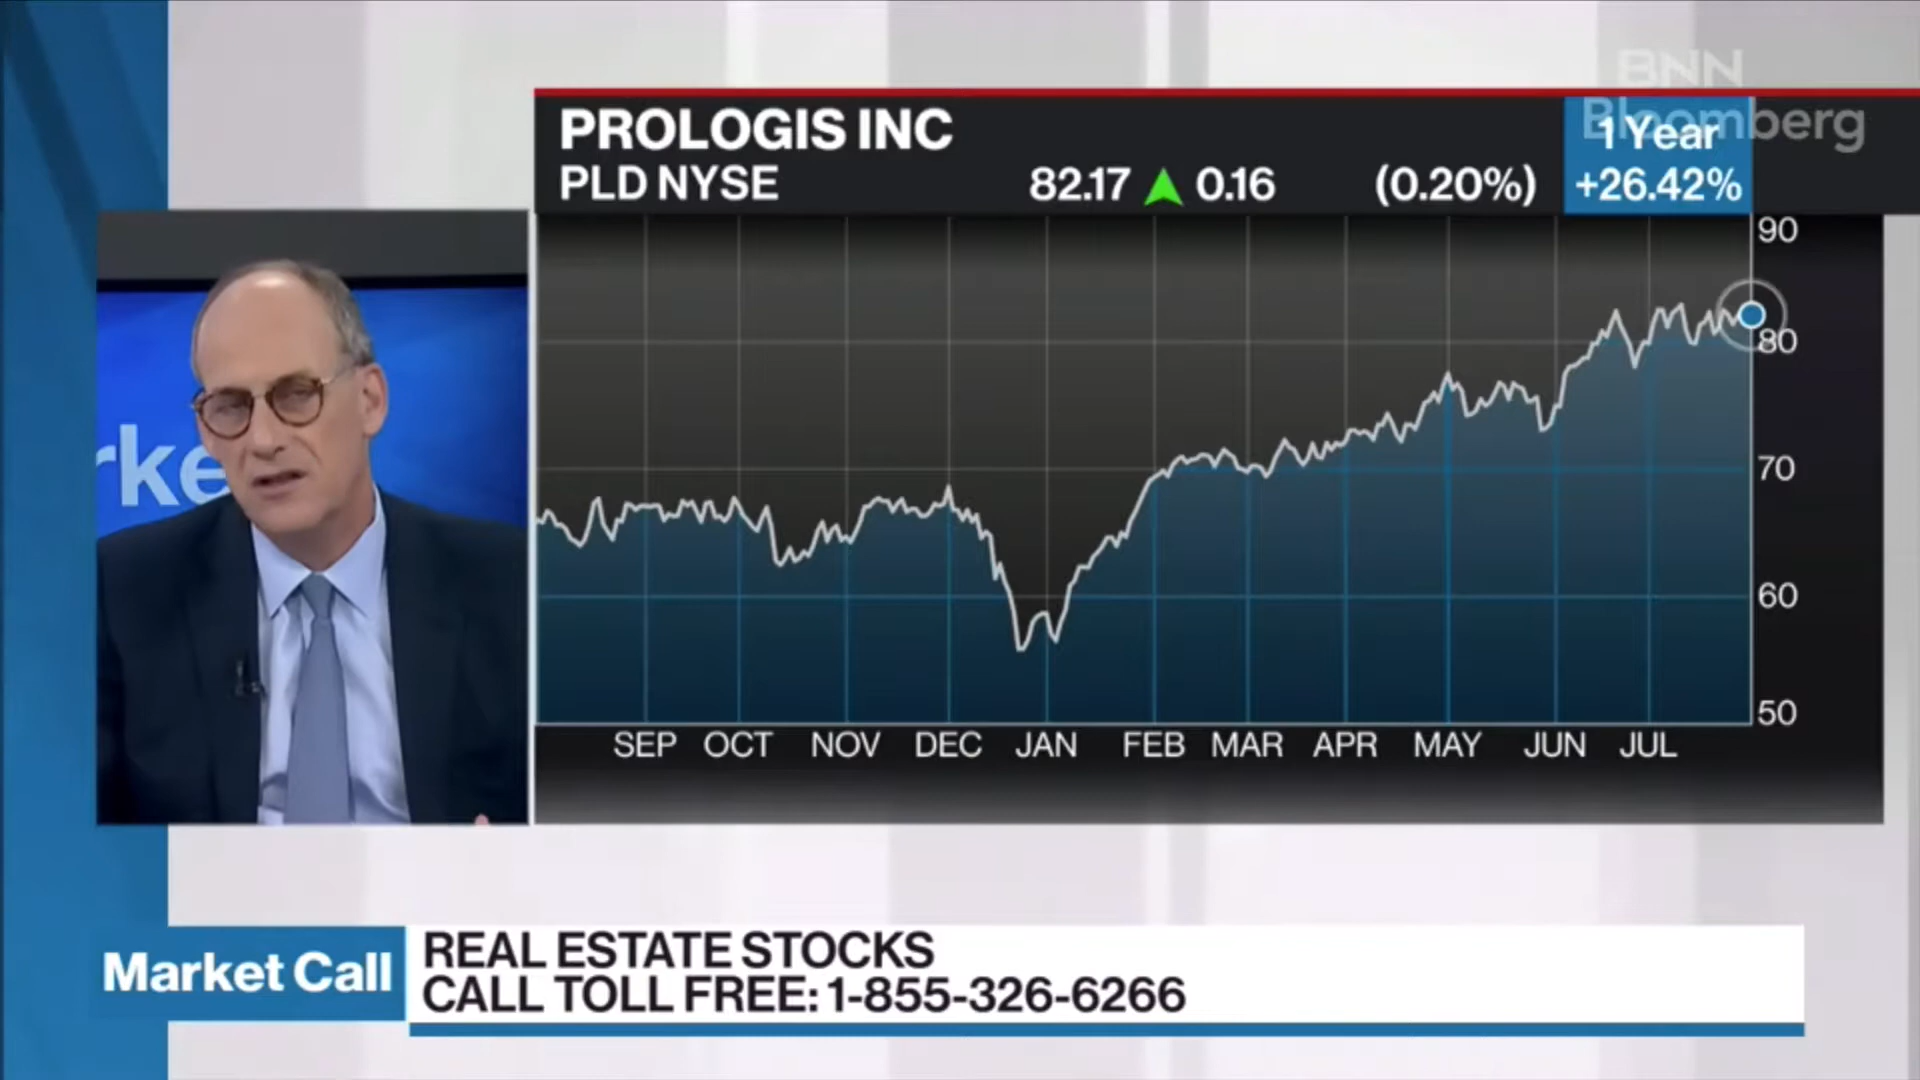 BNN
Bloomberg
PROLOGIS INC
1 Year
PLD NYSE
82.17 ▲ 0.16
(0.20%)
+26.42%
90
80
70
60
50
SEP OCT NOV DEC JAN FEB MAR APR MAY JUN JUL
rke
Market Call
REAL ESTATE STOCKS
CALL TOLL FREE: 1-855-326-6266